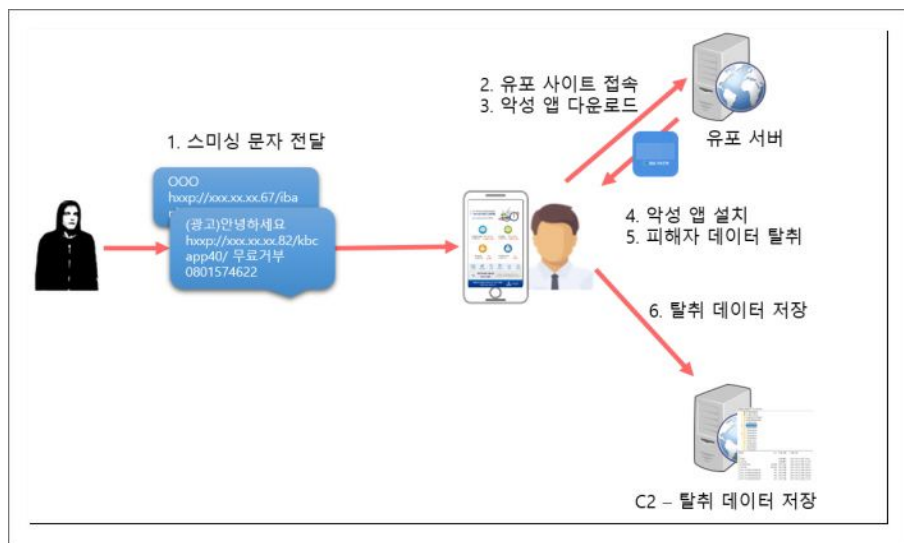 1. 스미싱 문자 전달
OOO
hxxp://xxx.xx.xx.67/iba
(광고)안녕하세요
hxxp://xxx.xx.xx.82/kbc
app40/ 무료거부
0801574622
2. 유포 사이트 접속
3. 악성 앱 다운로드
유포 서버
4. 악성 앱 설치
5. 피해자 데이터 탈취
6. 탈취 데이터 저장
C2 – 탈취 데이터 저장